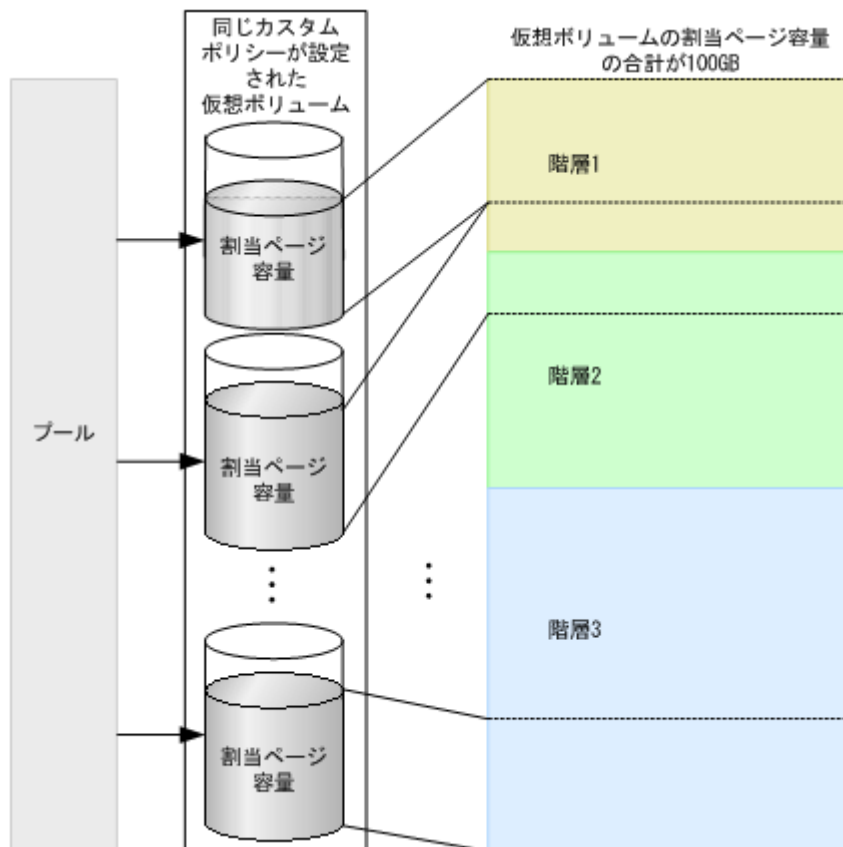 同じカスタム
ポリシーが設定
された
仮想ボリューム
仮想ボリュームの割当ページ容量
の合計が100GB
プール
割当ページ
容量
割当ページ
容量
割当ページ
容量
階層1
階層2
階層3